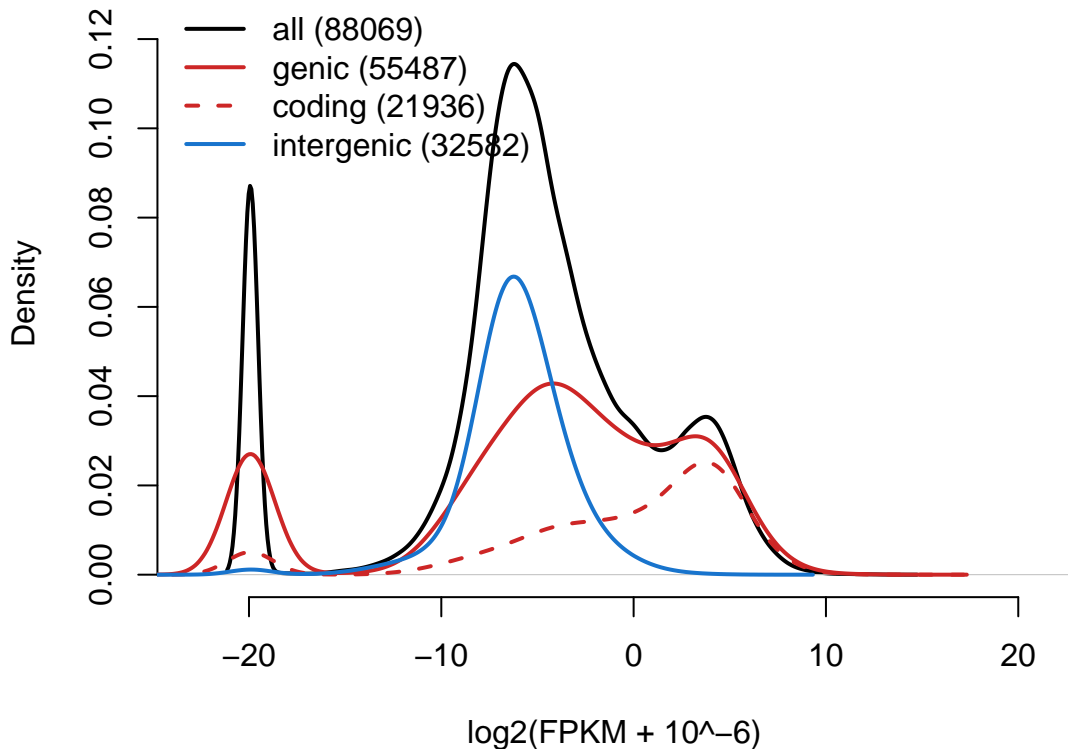 all (88069)
genic (55487)
coding (21936)
intergenic (32582)
Density
0.12
0.10
0.08
0.06
0.04
0.02
0.00
−20 −10 0 10 20
log2(FPKM + 10^−6)